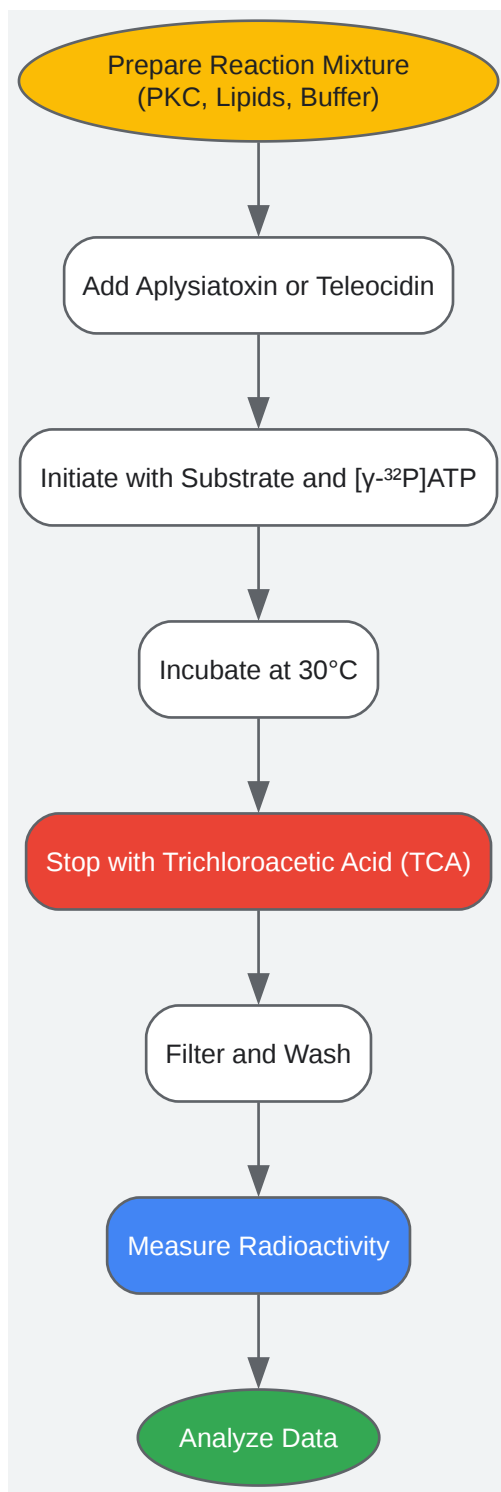 Prepare Reaction Mixture
(PKC, Lipids, Buffer)
Add Aplysiatoxin or Teleocidin
Initiate with Substrate and [γ-³²P]ATP
Incubate at 30°C
Stop with Trichloroacetic Acid (TCA)
Filter and Wash
Measure Radioactivity
Analyze Data